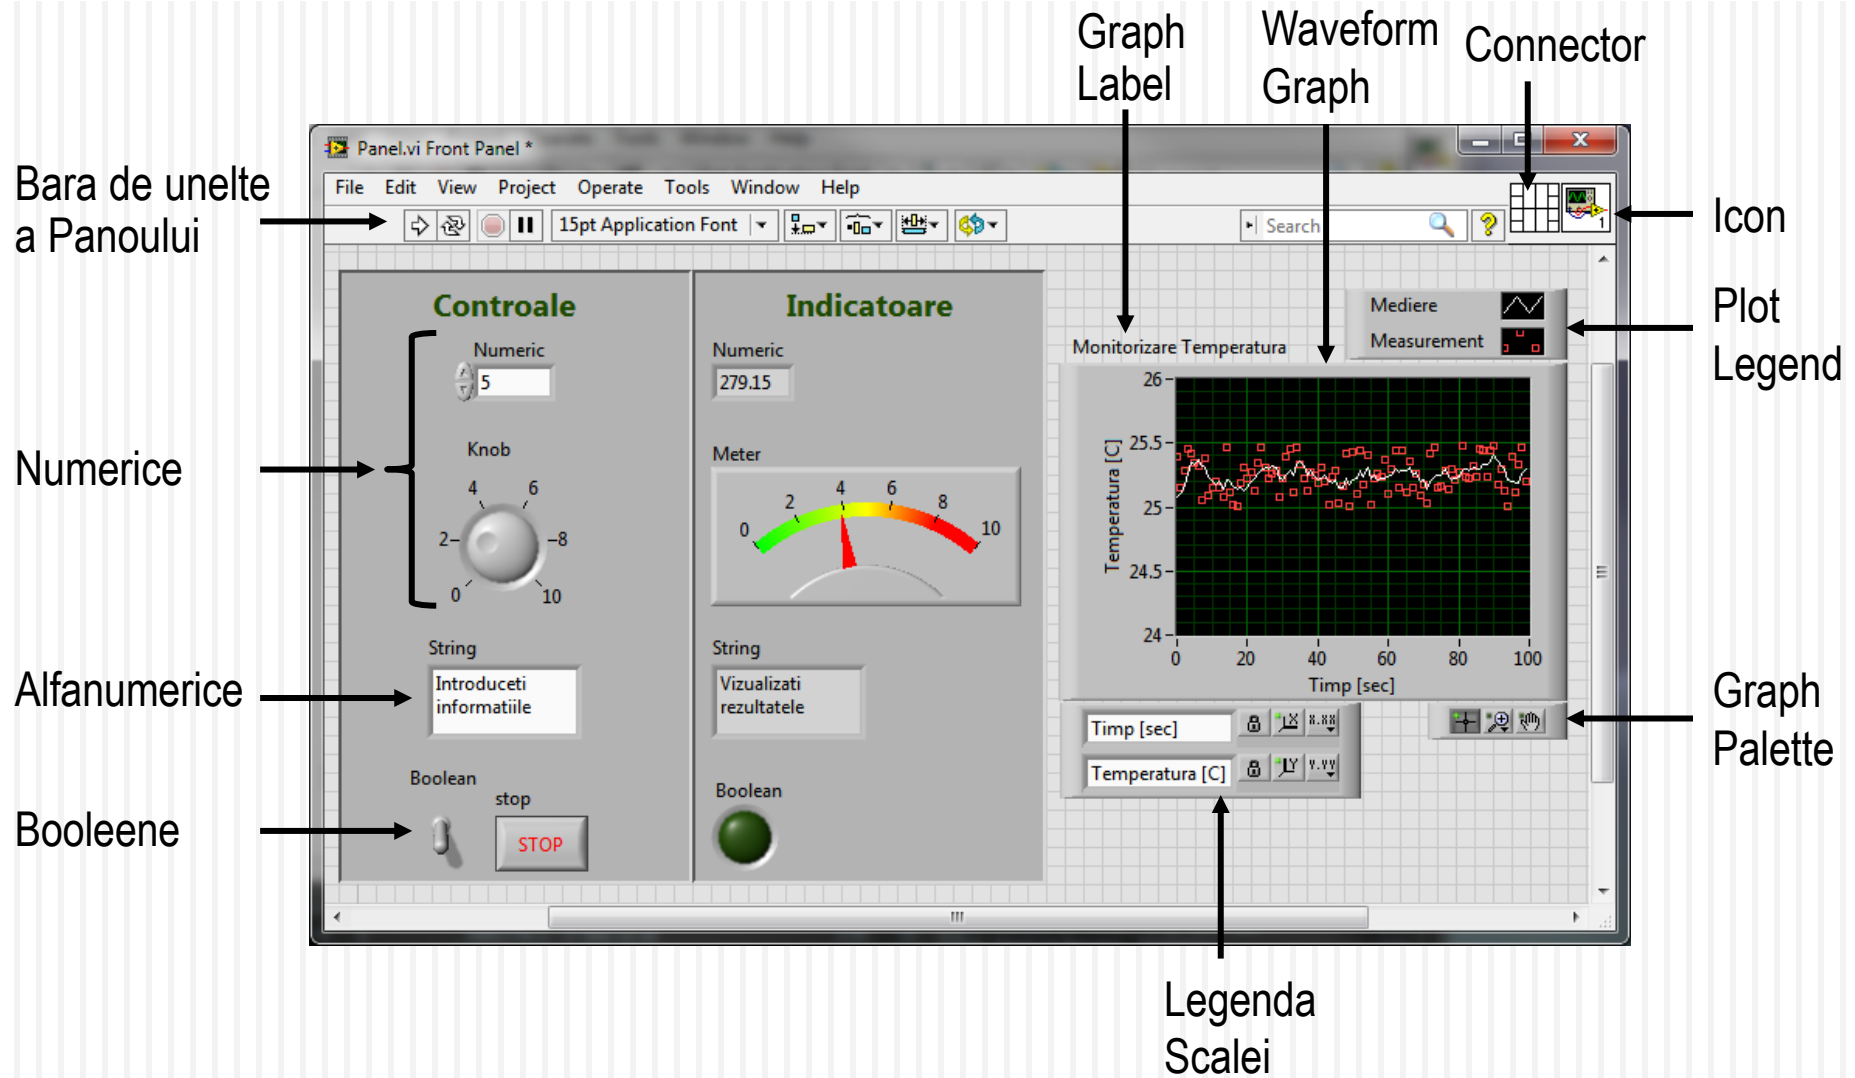 Graph
Label
Waveform
Graph
Connector
Bara de unelte
a Panoului
Numerice
Alfanumerice
Booleene
Icon
Plot
Legend
Graph
Palette
Legenda
Scalei
Panel.vi Front Panel *
File Edit View Project Operate Tools Window Help
15pt Application Font
Search
1
Controale
Numeric
5
Knob
0 2 4 6 8 10
String
Introduceti
informatiile
Boolean
stop
STOP
Indicatoare
Numeric
279.15
Meter
0 2 4 6 8 10
String
Vizualizati
rezultatele
Boolean
Mediere
Measurement
Monitorizare Temperatura
Temperatura [C]
26
25.5
25
24.5
24
0 20 40 60 80 100
Timp [sec]
Timp [sec] X X.XX
Temperatura [C] Y Y.YY